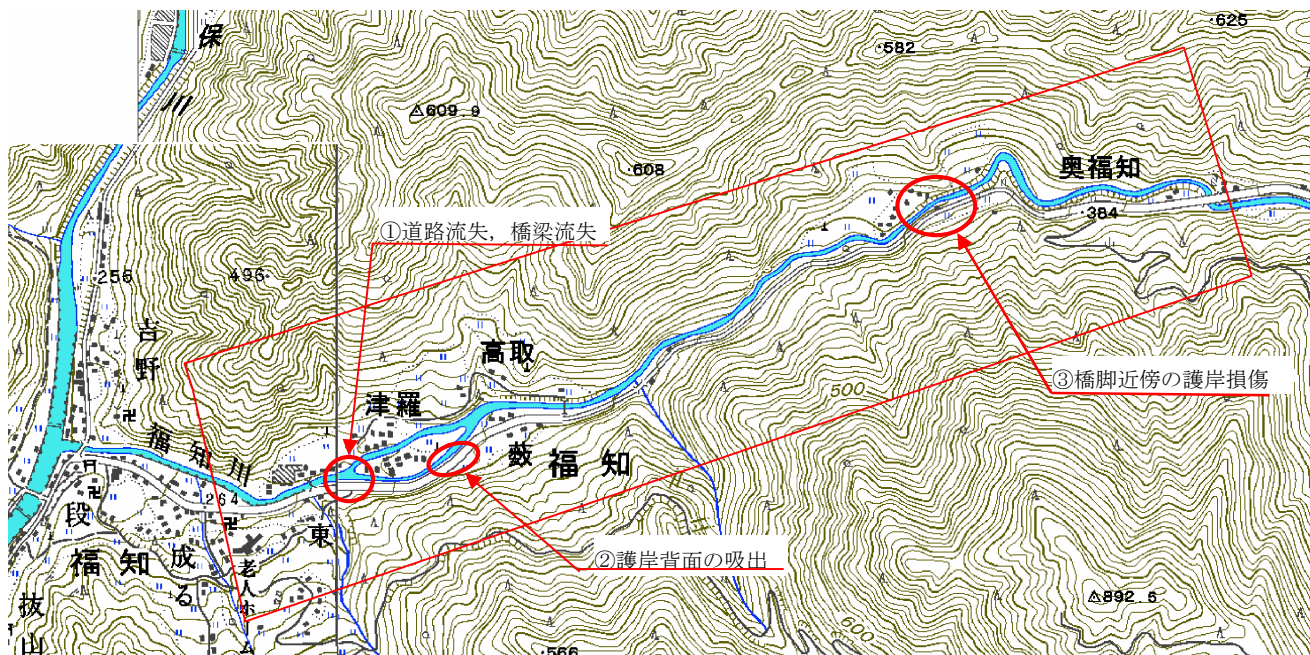 ・625
保川
・582
△609.9
・608
奥福知
・384
①道路流失，橋梁流失
256
496・
吉野
高取
③橋脚近傍の護岸損傷
500
津羅
福知川
薮
福知
264
段
東
成る
②護岸背面の吸出
福知
老人ホーム
抜山
△892.5
600
・566